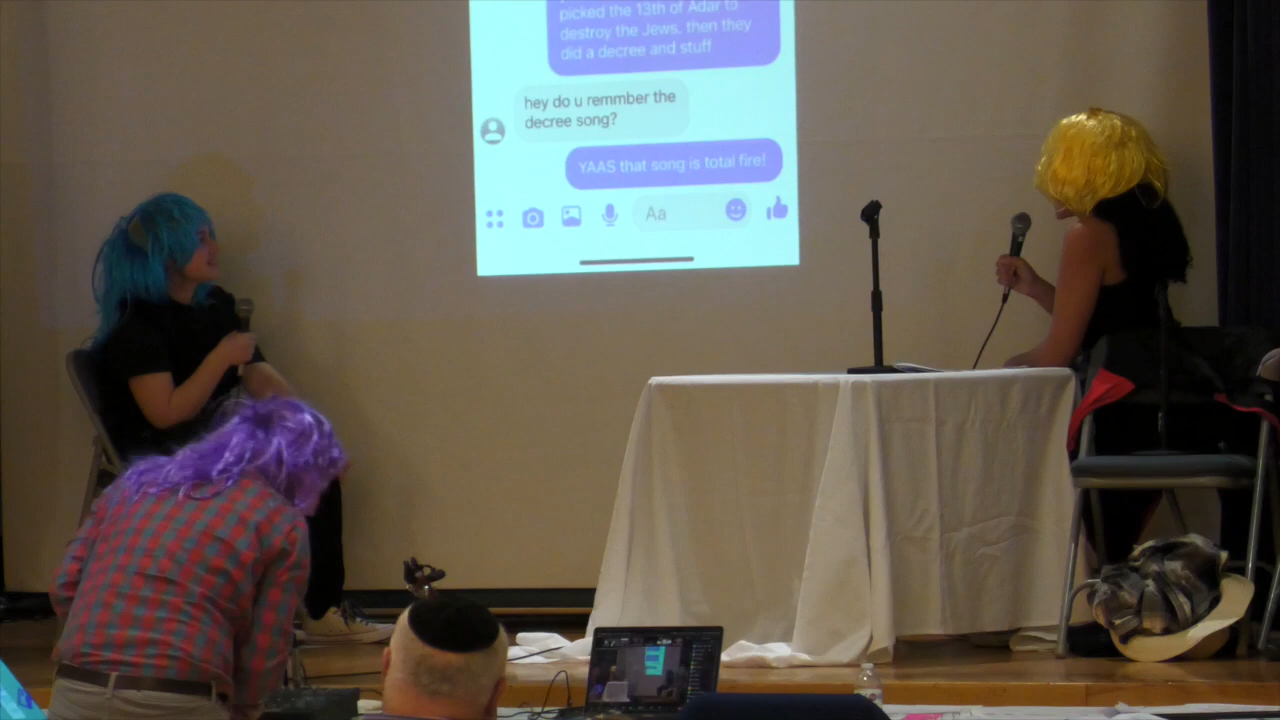 picked the 13th of Adar to
destroy the Jews. then they
did a decree and stuff
hey do u remmber the
decree song?
YAAS that song is total fire!
Aa